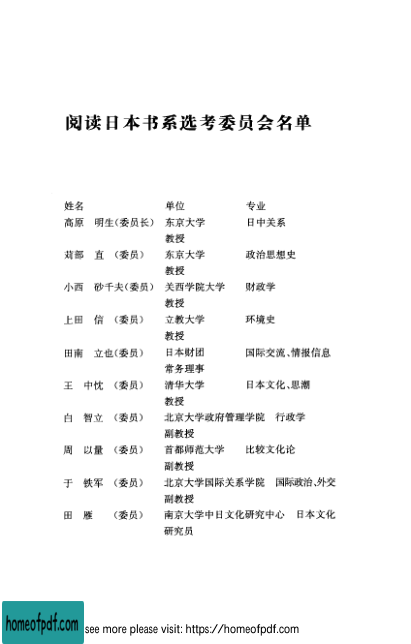 阅读日本书系选考委员会名单
姓名 单位 专业
高原 明生(委员长) 东京大学 日中关系
教授
苅部 直 (委员) 东京大学 政治思想史
教授
小西 砂千夫(委员) 关西学院大学 财政学
教授
上田 信 (委员) 立教大学 环境史
教授
田南 立也(委员) 日本财团 国际交流、情报信息
常务理事
王 中忱 (委员) 清华大学 日本文化、思潮
教授
白 智立 (委员) 北京大学政府管理学院 行政学
副教授
周 以量 (委员) 首都师范大学 比较文化论
副教授
于 铁军 (委员) 北京大学国际关系学院 国际政治、外交
副教授
田 雁 (委员) 南京大学中日文化研究中心 日本文化
研究员
homeofpdf.com
see more please visit: https://homeofpdf.com